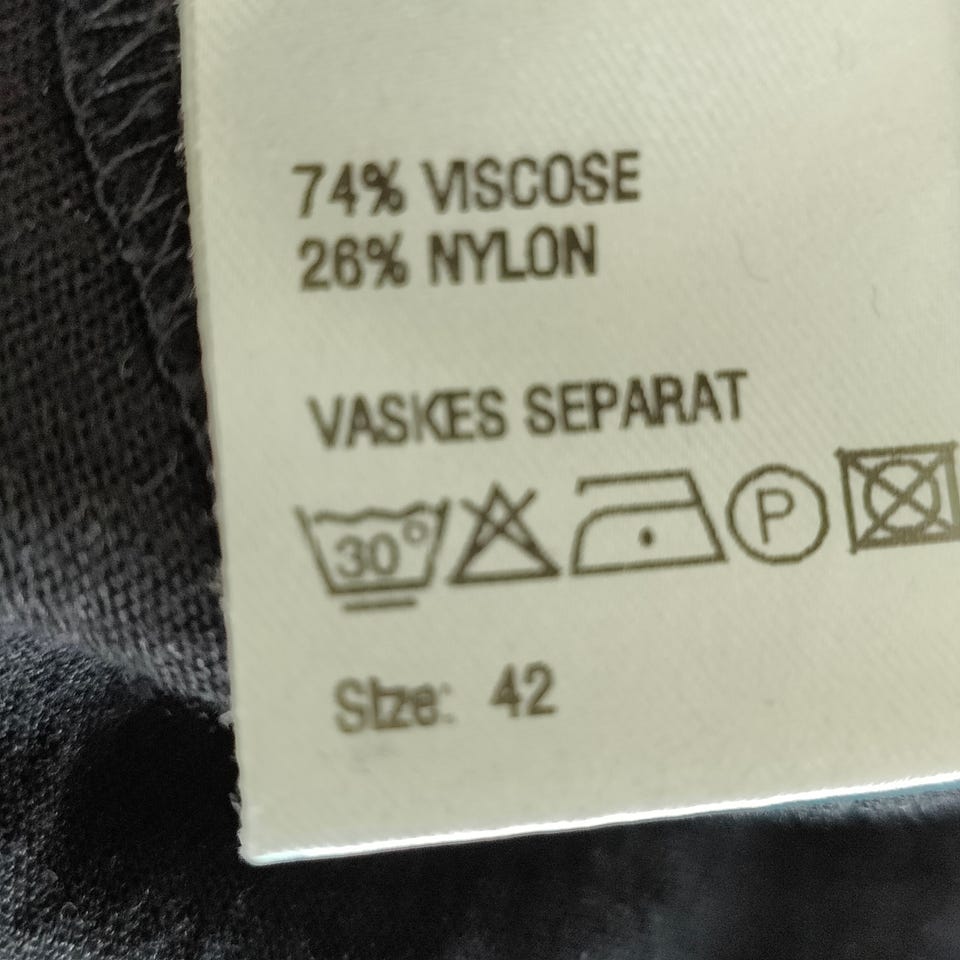 74% VISCOSE
26% NYLON
VASKES SEPARAT
30° P
Size: 42